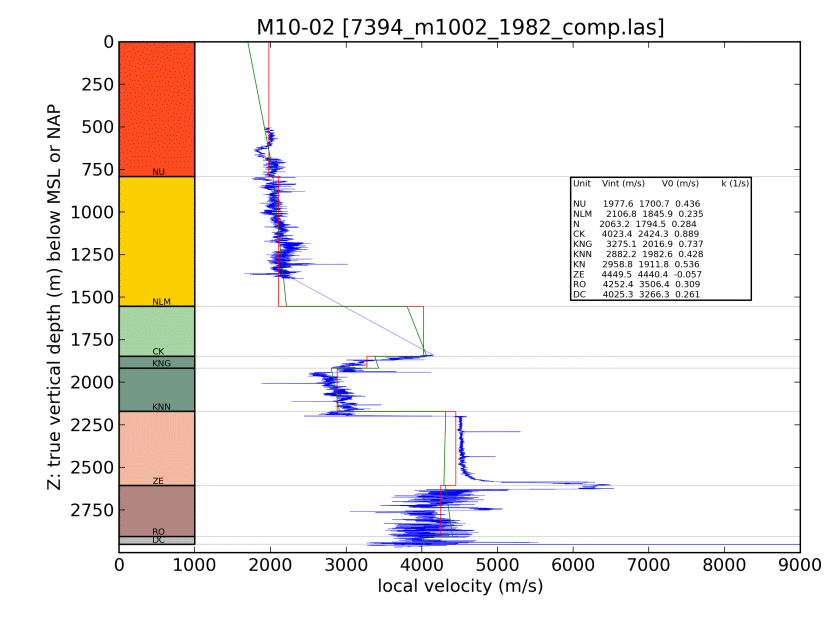 M10-02 [7394_m1002_1982_comp.las]
0
250
500
750
1000
1250
1500
1750
2000
2250
2500
2750
Z: true vertical depth (m) below MSL or NAP
NU
NLM
CK
KNG
KNN
ZE
RO
DC
Unit Vint (m/s) V0 (m/s) k (1/s)
NU 1977.6 1700.7 0.436
NLM 2106.8 1845.9 0.235
N 2063.2 1794.5 0.284
CK 4023.4 2424.3 0.889
KNG 3275.1 2016.9 0.737
KNN 2882.2 1982.6 0.428
KN 2958.8 1911.8 0.536
ZE 4449.5 4440.4 -0.057
RO 4252.4 3506.4 0.309
DC 4025.3 3266.3 0.261
0 1000 2000 3000 4000 5000 6000 7000 8000 9000
local velocity (m/s)